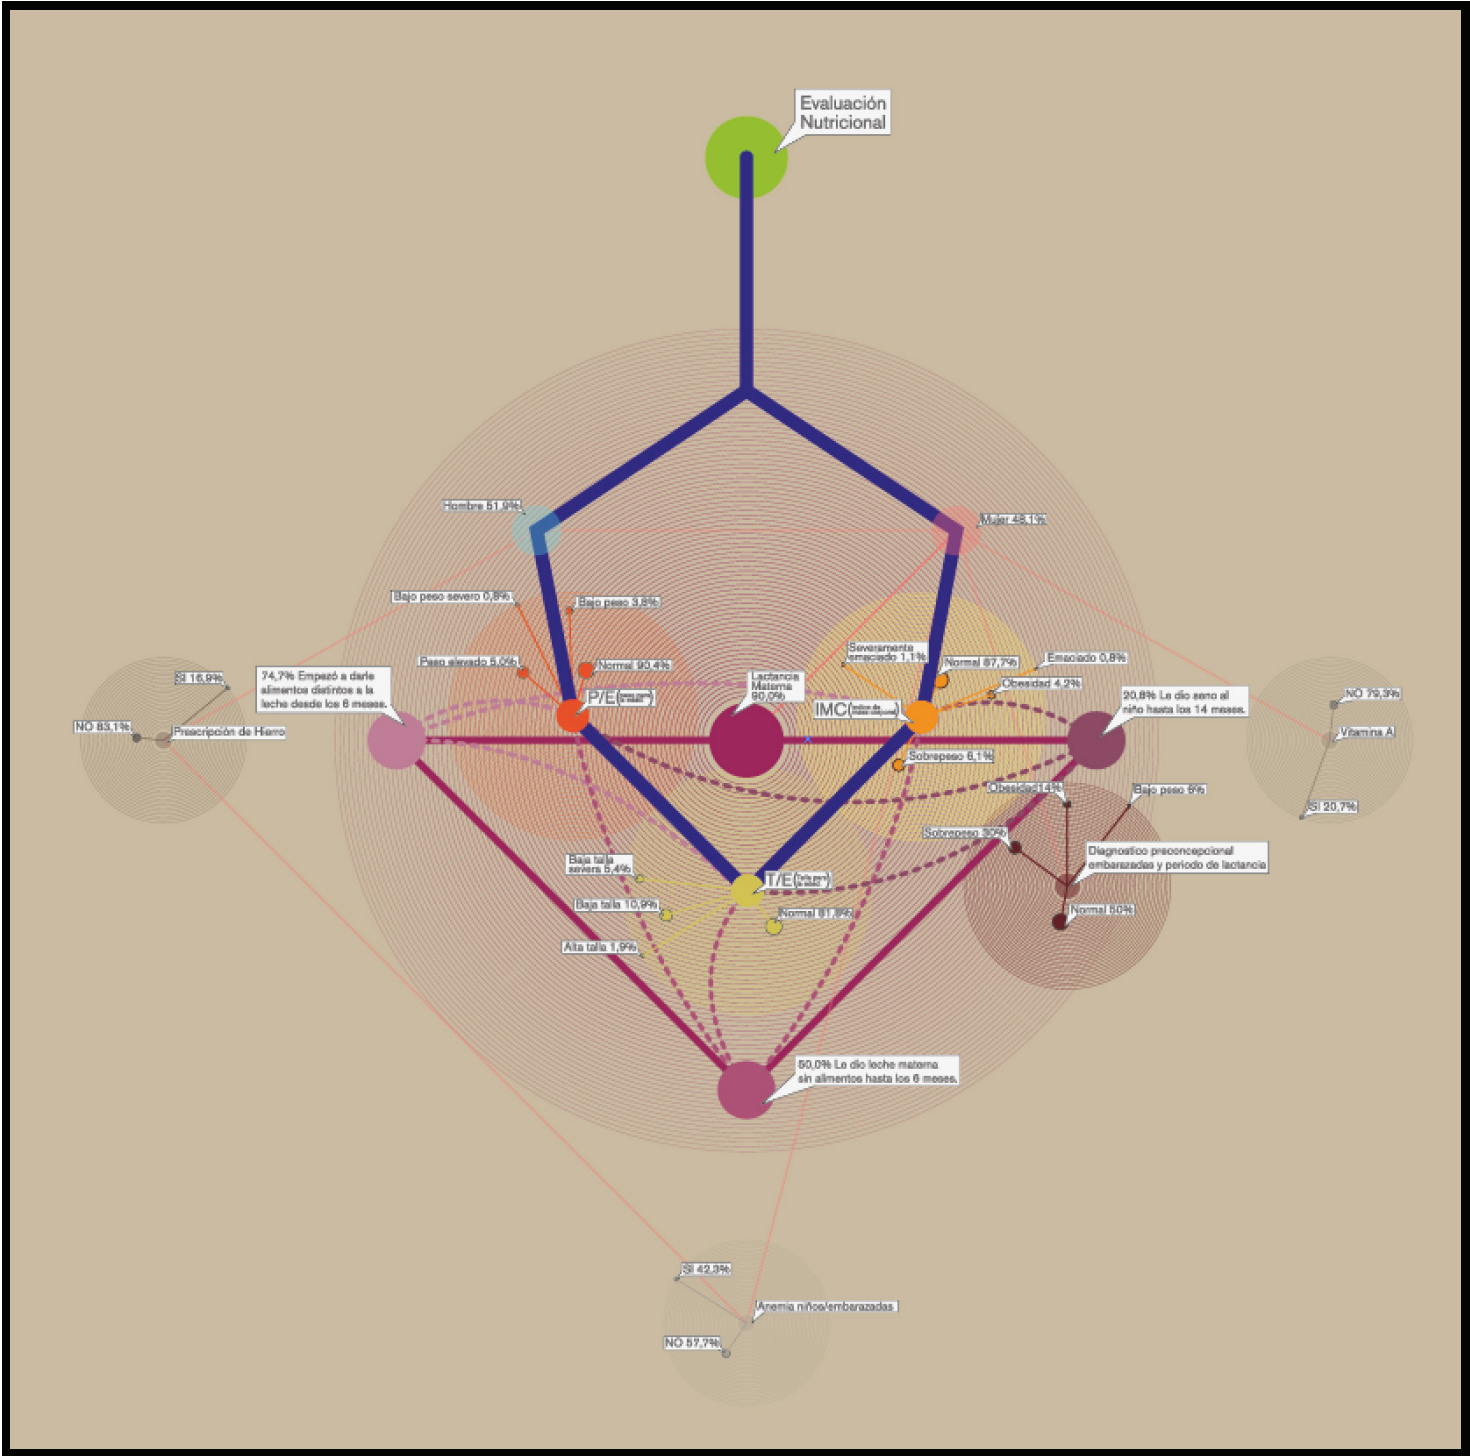 Evaluación
Nutricional
Hombre 51,9%
Mujer 48,1%
Bajo peso severo 0,8%
Bajo peso 3,8%
Peso elevado 5,0%
Normal 90,4%
P/E
Lactancia
Materna
90,0%
Severamente
emaciado 1,1%
Normal 87,7%
Emaciado 0,8%
Obesidad 4,2%
IMC
Sobrepeso 6,1%
SI 16,9%
NO 83,1%
Prescripción de Hierro
74,7% Empezó a darle
alimentos distintos a la
leche desde los 6 meses.
20,8% Le dio seno al
niño hasta los 14 meses.
NO 79,3%
Vitamina A
SI 20,7%
Obesidad14%
Bajo peso 6%
Sobrepeso 30%
Diagnostico preconcepcional
embarazadas y periodo de lactancia
Normal 50%
Baja talla
severa 5,4%
T/E
Baja talla 10,9%
Normal 81,8%
Alta talla 1,9%
50,0% Le dio leche materna
sin alimentos hasta los 6 meses.
SI 42,3%
Anemia niños/embarazadas
NO 57,7%